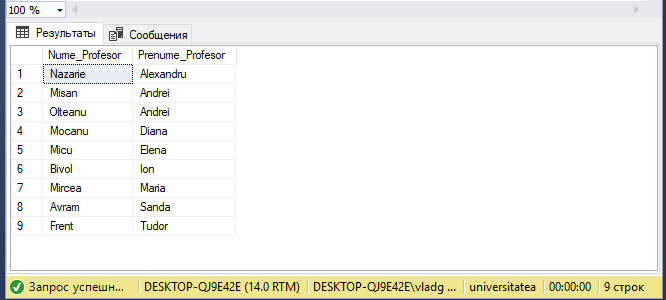 100 %
Результаты Сообщения
Nume_Profesor Prenume_Profesor
1 Nazarie Alexandru
2 Misan Andrei
3 Olteanu Andrei
4 Mocanu Diana
5 Micu Elena
6 Bivol Ion
7 Mircea Maria
8 Avram Sanda
9 Frent Tudor
Запрос успешн... DESKTOP-QJ9E42E (14.0 RTM) DESKTOP-QJ9E42E\vladg ... universitatea 00:00:00 9 строк